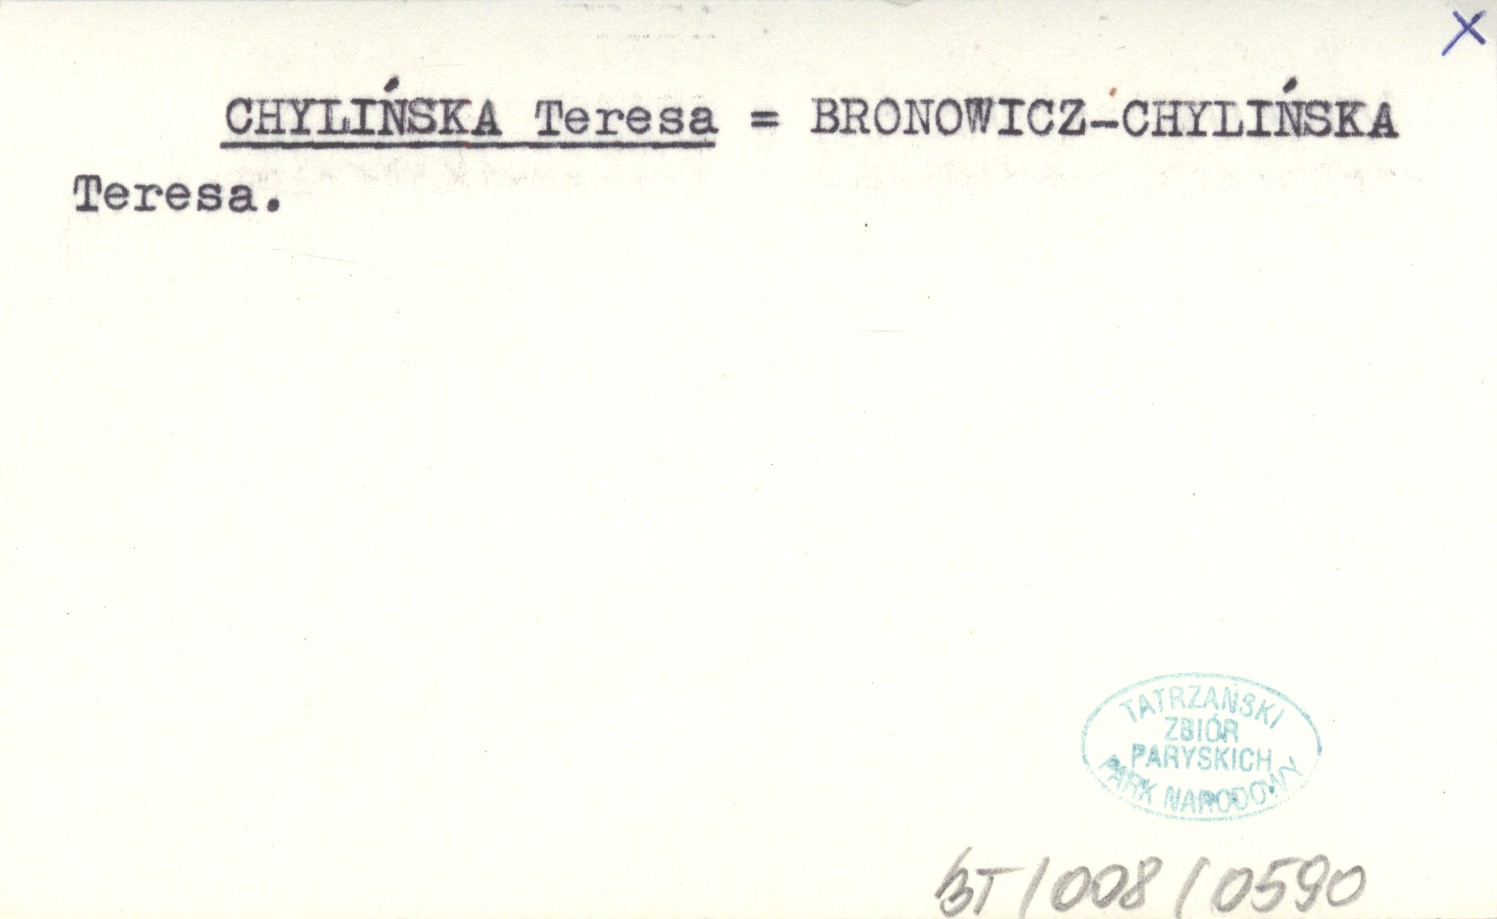 X
CHYLIŃSKA Teresa = BRONOWICZ-CHYLIŃSKA
Teresa.
TATRZAŃSKI
ZBIÓR
PARYSKICH
PARK NARODOWY
BT/008/0590